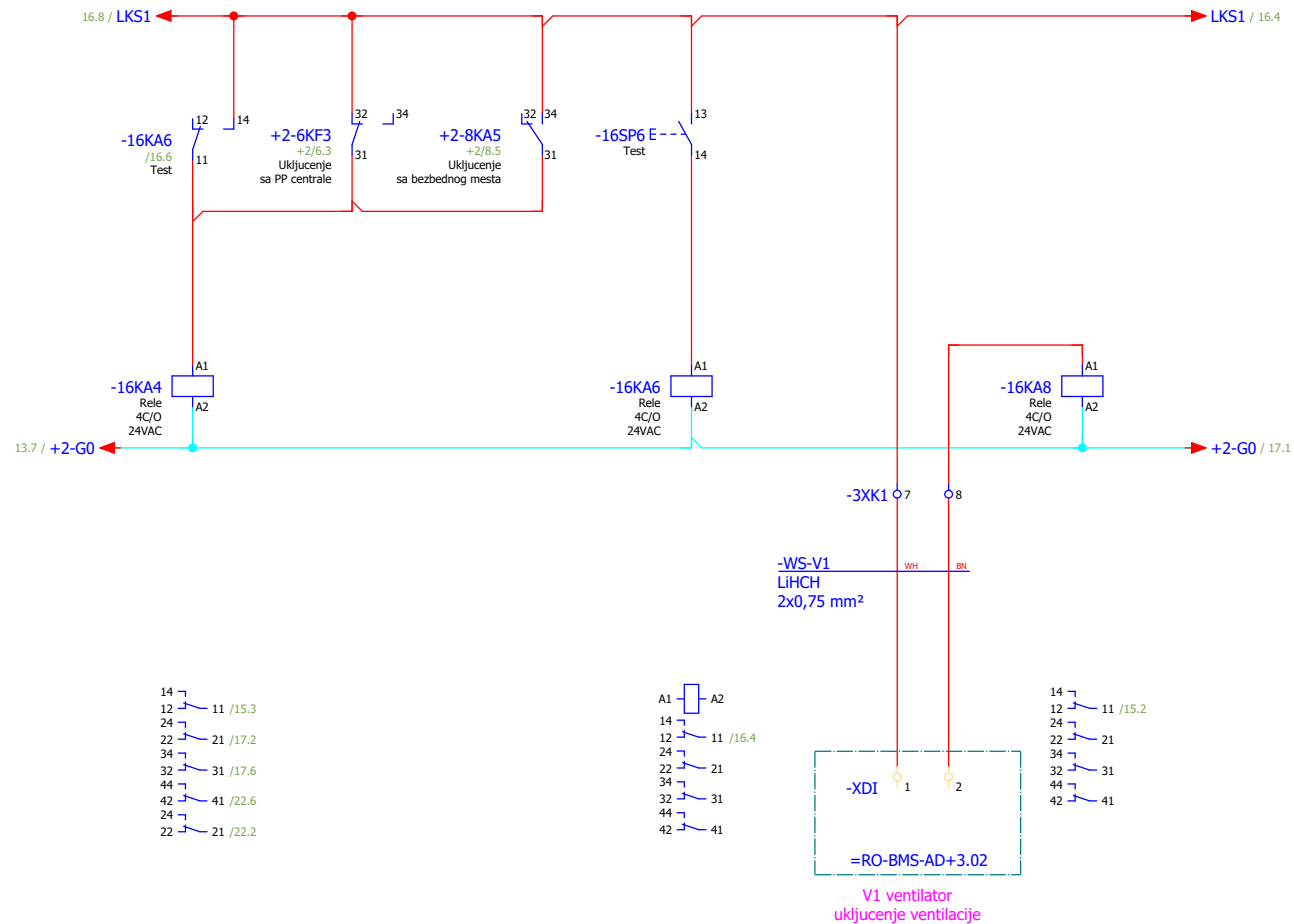 16.8 / LKS1
LKS1 / 16.4
12
14
-16KA6
/16.6
Test
11
32
34
+2-6KF3
+2/6.3
Ukljucenje
sa PP centrale
31
32
34
+2-8KA5
+2/8.5
Ukljucenje
sa bezbednog mesta
31
13
-16SP6
Test
14
A1
-16KA4
Rele
4C/O
24VAC
A2
A1
-16KA6
Rele
4C/O
24VAC
A2
A1
-16KA8
Rele
4C/O
24VAC
A2
13.7 / +2-G0
+2-G0 / 17.1
-3XK1
7
8
-WS-V1
WH
BN
LiHCH
2x0,75 mm²
14
12 11 /15.3
24
22 21 /17.2
34
32 31 /17.6
44
42 41 /22.6
24
22 21 /22.2
A1 A2
14
12 11 /16.4
24
22 21
34
32 31
44
42 41
14
12 11 /15.2
24
22 21
34
32 31
44
42 41
-XDI
1
2
=RO-BMS-AD+3.02
V1 ventilator
ukljucenje ventilacije